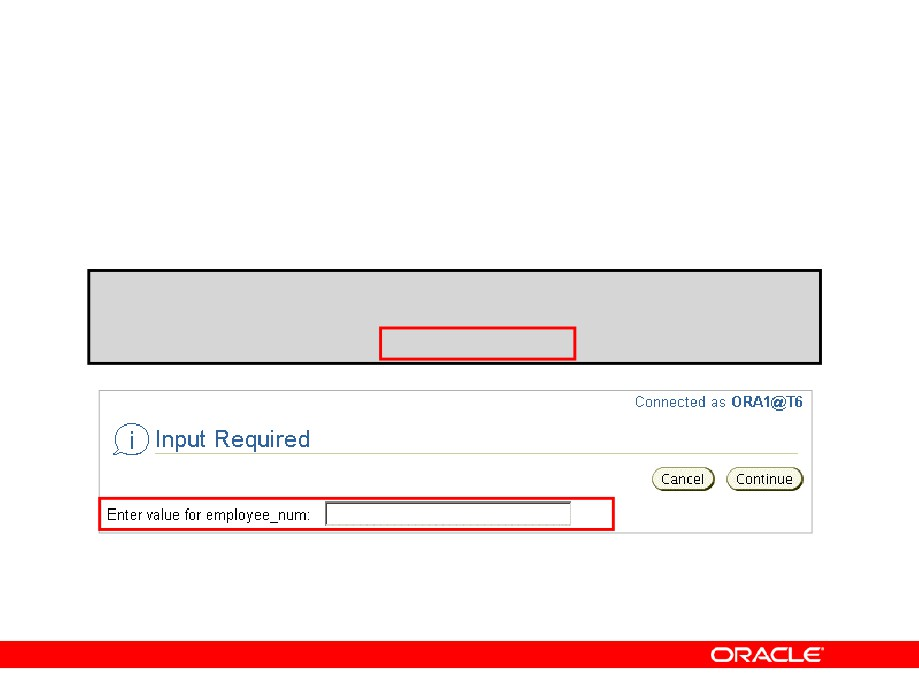 Connected as ORA1@T6
i Input Required
Cancel Continue
Enter value for employee_num:
ORACLE